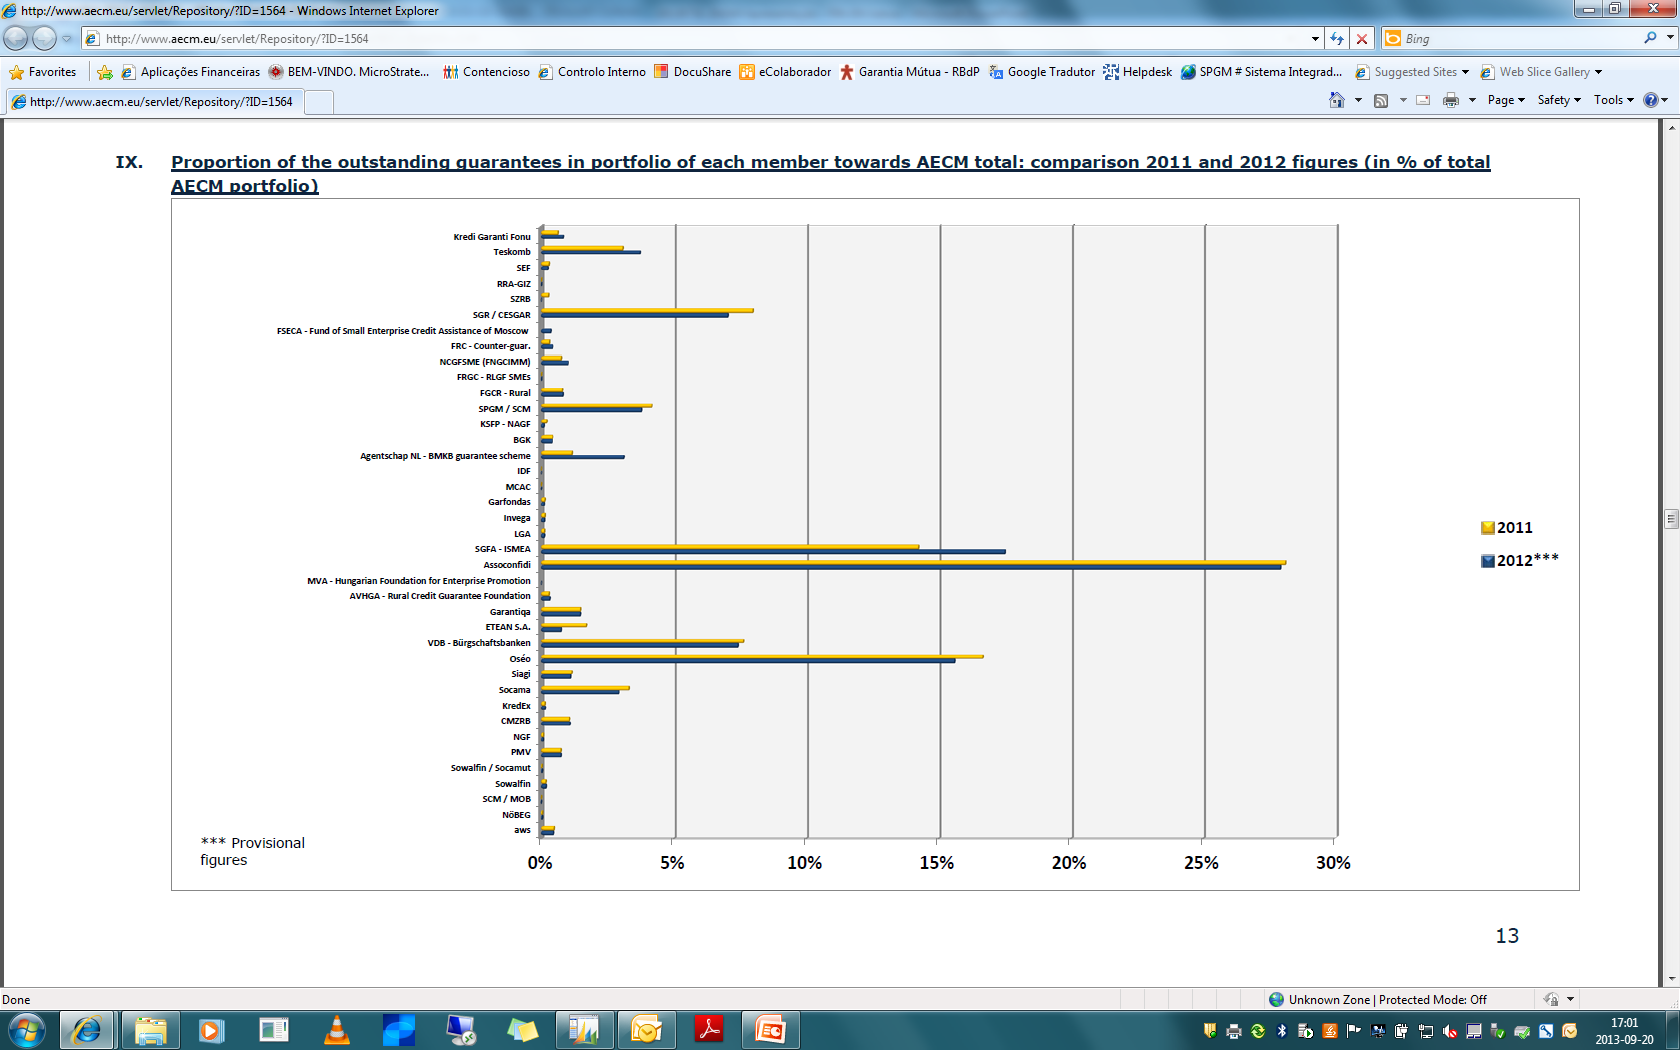 http://www.aecm.eu/servlet/Repository/?ID=1564 - Windows Internet Explorer
http://www.aecm.eu/servlet/Repository/?ID=1564
Bing
Favorites
Aplicações Financeiras
BEM-VINDO. MicroStrate...
Contencioso
Controlo Interno
DocuShare
eColaborador
Garantia Mútua - RBdP
Google Tradutor
Helpdesk
SPGM # Sistema Integrad...
Suggested Sites
Web Slice Gallery
http://www.aecm.eu/servlet/Repository/?ID=1564
Page
Safety
Tools
IX. Proportion of the outstanding guarantees in portfolio of each member towards AECM total: comparison 2011 and 2012 figures (in % of total
AECM portfolio)
Kredi Garanti Fonu
Teskomb
SEF
RRA-GIZ
SZRB
SGR / CESGAR
FSECA - Fund of Small Enterprise Credit Assistance of Moscow
FRC - Counter-guar.
NCGFSME (FNGCIMM)
FRGC - RLGF SMEs
FGCR - Rural
SPGM / SCM
KSFP - NAGF
BGK
Agentschap NL - BMKB guarantee scheme
IDF
MCAC
Garfondas
Invega
LGA
SGFA - ISMEA
Assoconfidi
MVA - Hungarian Foundation for Enterprise Promotion
AVHGA - Rural Credit Guarantee Foundation
Garantiqa
ETEAN S.A.
VDB - Bürgschaftsbanken
Oséo
Siagi
Socama
KredEx
CMZRB
NGF
PMV
Sowalfin / Socamut
Sowalfin
SCM / MOB
NöBEG
aws
2011
2012***
*** Provisional
figures
0% 5% 10% 15% 20% 25% 30%
13
Done
Unknown Zone | Protected Mode: Off
17:01
2013-09-20